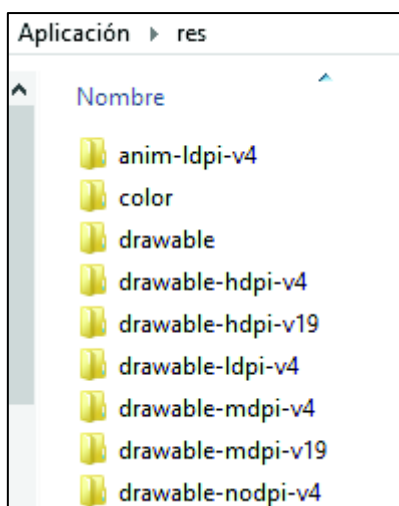 Aplicación ▸ res
Nombre
anim-ldpi-v4
color
drawable
drawable-hdpi-v4
drawable-hdpi-v19
drawable-ldpi-v4
drawable-mdpi-v4
drawable-mdpi-v19
drawable-nodpi-v4